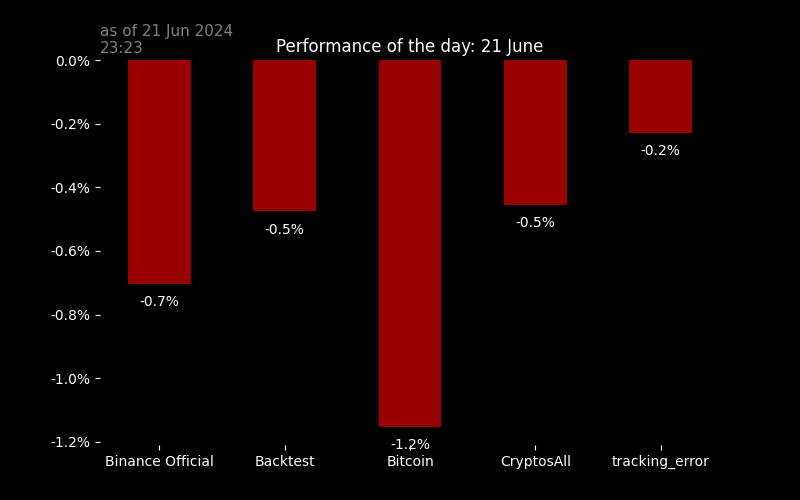 as of 21 Jun 2024
23:23
Performance of the day: 21 June
0.0%
-0.2%
-0.4%
-0.6%
-0.8%
-1.0%
-1.2%
-0.7%
-0.5%
-1.2%
-0.5%
-0.2%
Binance Official
Backtest
Bitcoin
CryptosAll
tracking_error